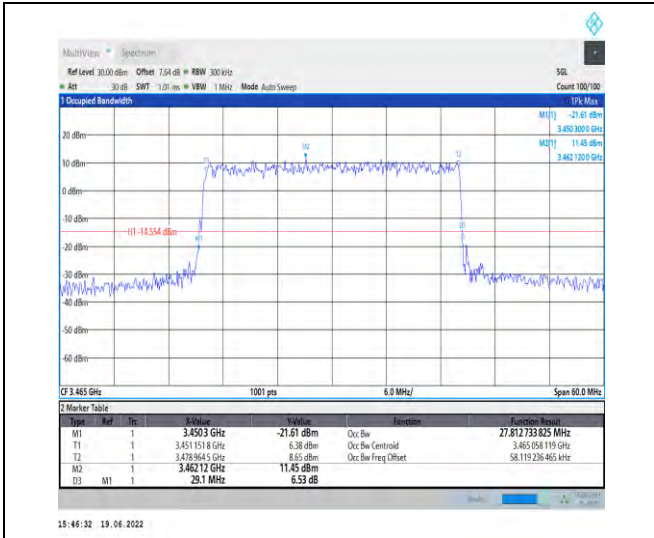 MultiView Spectrum
Ref Level 30.00 dBm Offset 7.64 dB RBW 300 kHz SGL
Att 30 dB SWT 1.01 ms VBW 1 MHz Mode Auto Sweep Count 100/100
1 Occupied Bandwidth 1Pk Max
M1[1] -21.61 dBm
3.450 300 0 GHz
M2[1] 11.45 dBm
3.462 120 0 GHz
20 dBm
M2
T1 T2
10 dBm
0 dBm
-10 dBm
H1 -14.554 dBm
D3
M1
-20 dBm
-30 dBm
-40 dBm
-50 dBm
-60 dBm
CF 3.465 GHz 1001 pts 6.0 MHz/ Span 60.0 MHz
2 Marker Table
Type Ref Trc X-Value Y-Value Function Function Result
M1 1 3.4503 GHz -21.61 dBm Occ Bw 27.812 733 825 MHz
T1 1 3.451 151 8 GHz 6.38 dBm Occ Bw Centroid 3.465 058 119 GHz
T2 1 3.478 964 5 GHz 8.65 dBm Occ Bw Freq Offset 58.119 236 465 kHz
M2 1 3.46212 GHz 11.45 dBm
D3 M1 1 29.1 MHz 6.53 dB
15:46:32 19.06.2022